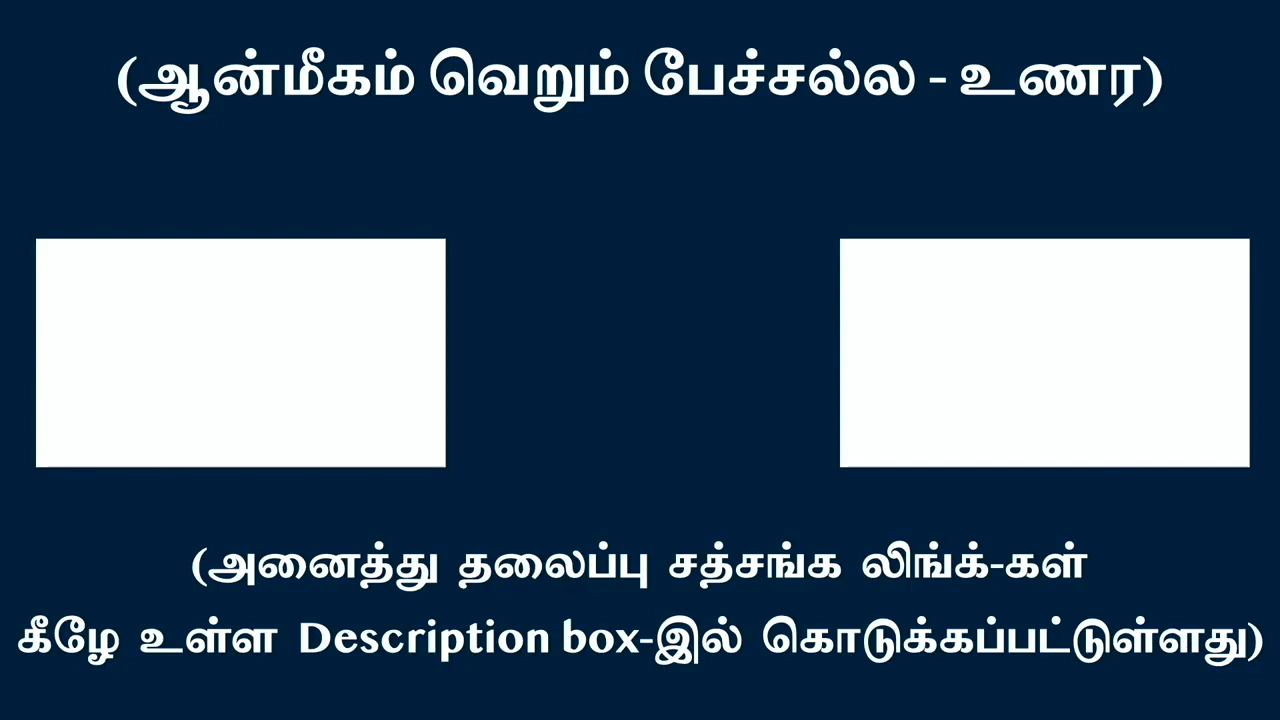 (ஆன்மீகம் வெறும் பேச்சல்ல - உணர)
(அனைத்து தலைப்பு சத்சங்க லிங்க்-கள்
கீழே உள்ள Description box-இல் கொடுக்கப்பட்டுள்ளது)